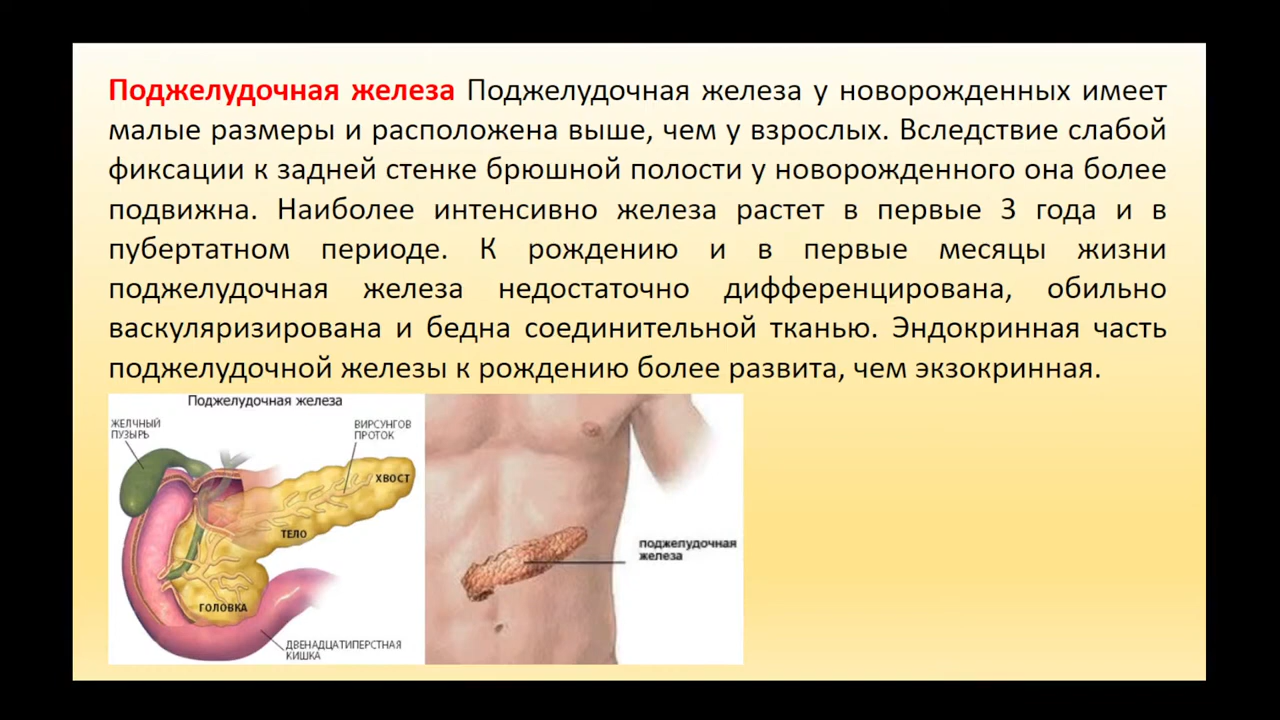 Поджелудочная железа Поджелудочная железа у новорожденных имеет
малые размеры и расположена выше, чем у взрослых. Вследствие слабой
фиксации к задней стенке брюшной полости у новорожденного она более
подвижна. Наиболее интенсивно железа растет в первые 3 года и в
пубертатном периоде. К рождению и в первые месяцы жизни
поджелудочная железа недостаточно дифференцирована, обильно
васкуляризирована и бедна соединительной тканью. Эндокринная часть
поджелудочной железы к рождению более развита, чем экзокринная.
Поджелудочная железа
ЖЕЛЧНЫЙ
ПУЗЫРЬ
ВИРСУНГОВ
ПРОТОК
ХВОСТ
ТЕЛО
ГОЛОВКА
ДВЕНАДЦАТИПЕРСТНАЯ
КИШКА
поджелудочная
железа